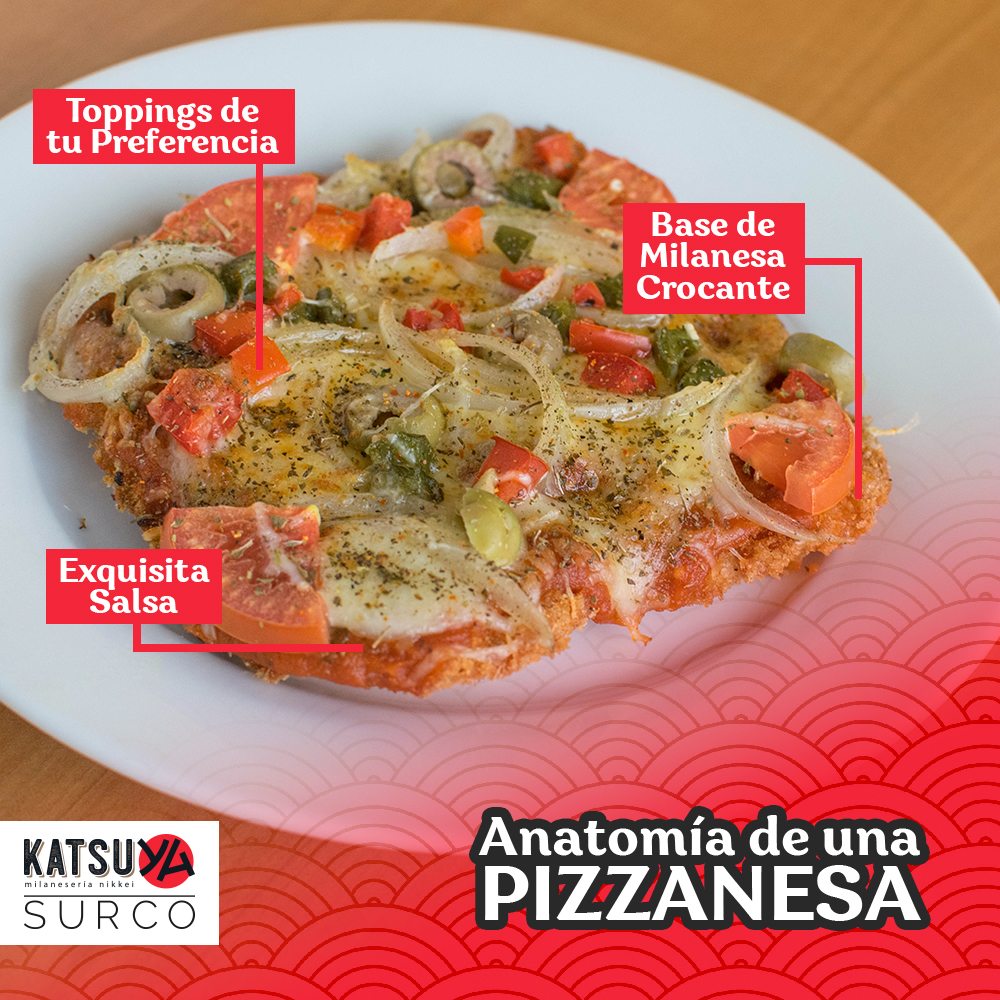 Toppings de
tu Preferencia
Base de
Milanesa
Crocante
Exquisita
Salsa
Anatomía de una
PIZZANESA
KATSUYA
milaneseria nikkei
SURCO